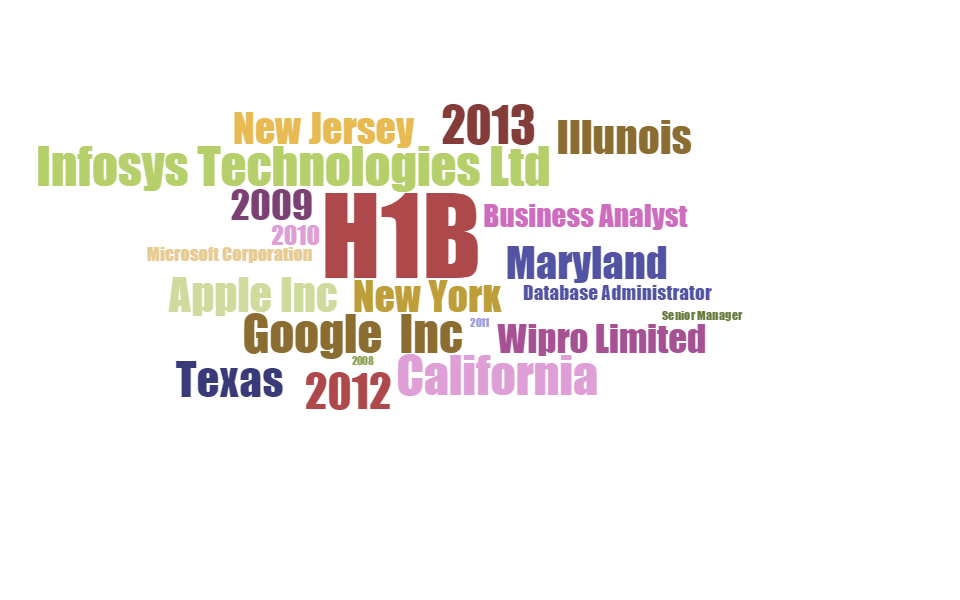 New Jersey
2013
Illunois
Infosys Technologies Ltd
2009
H1B
Business Analyst
2010
Microsoft Corporation
Maryland
Apple Inc
New York
Database Administrator
Google Inc
2011
Senior Manager
Wipro Limited
2008
Texas
2012
California